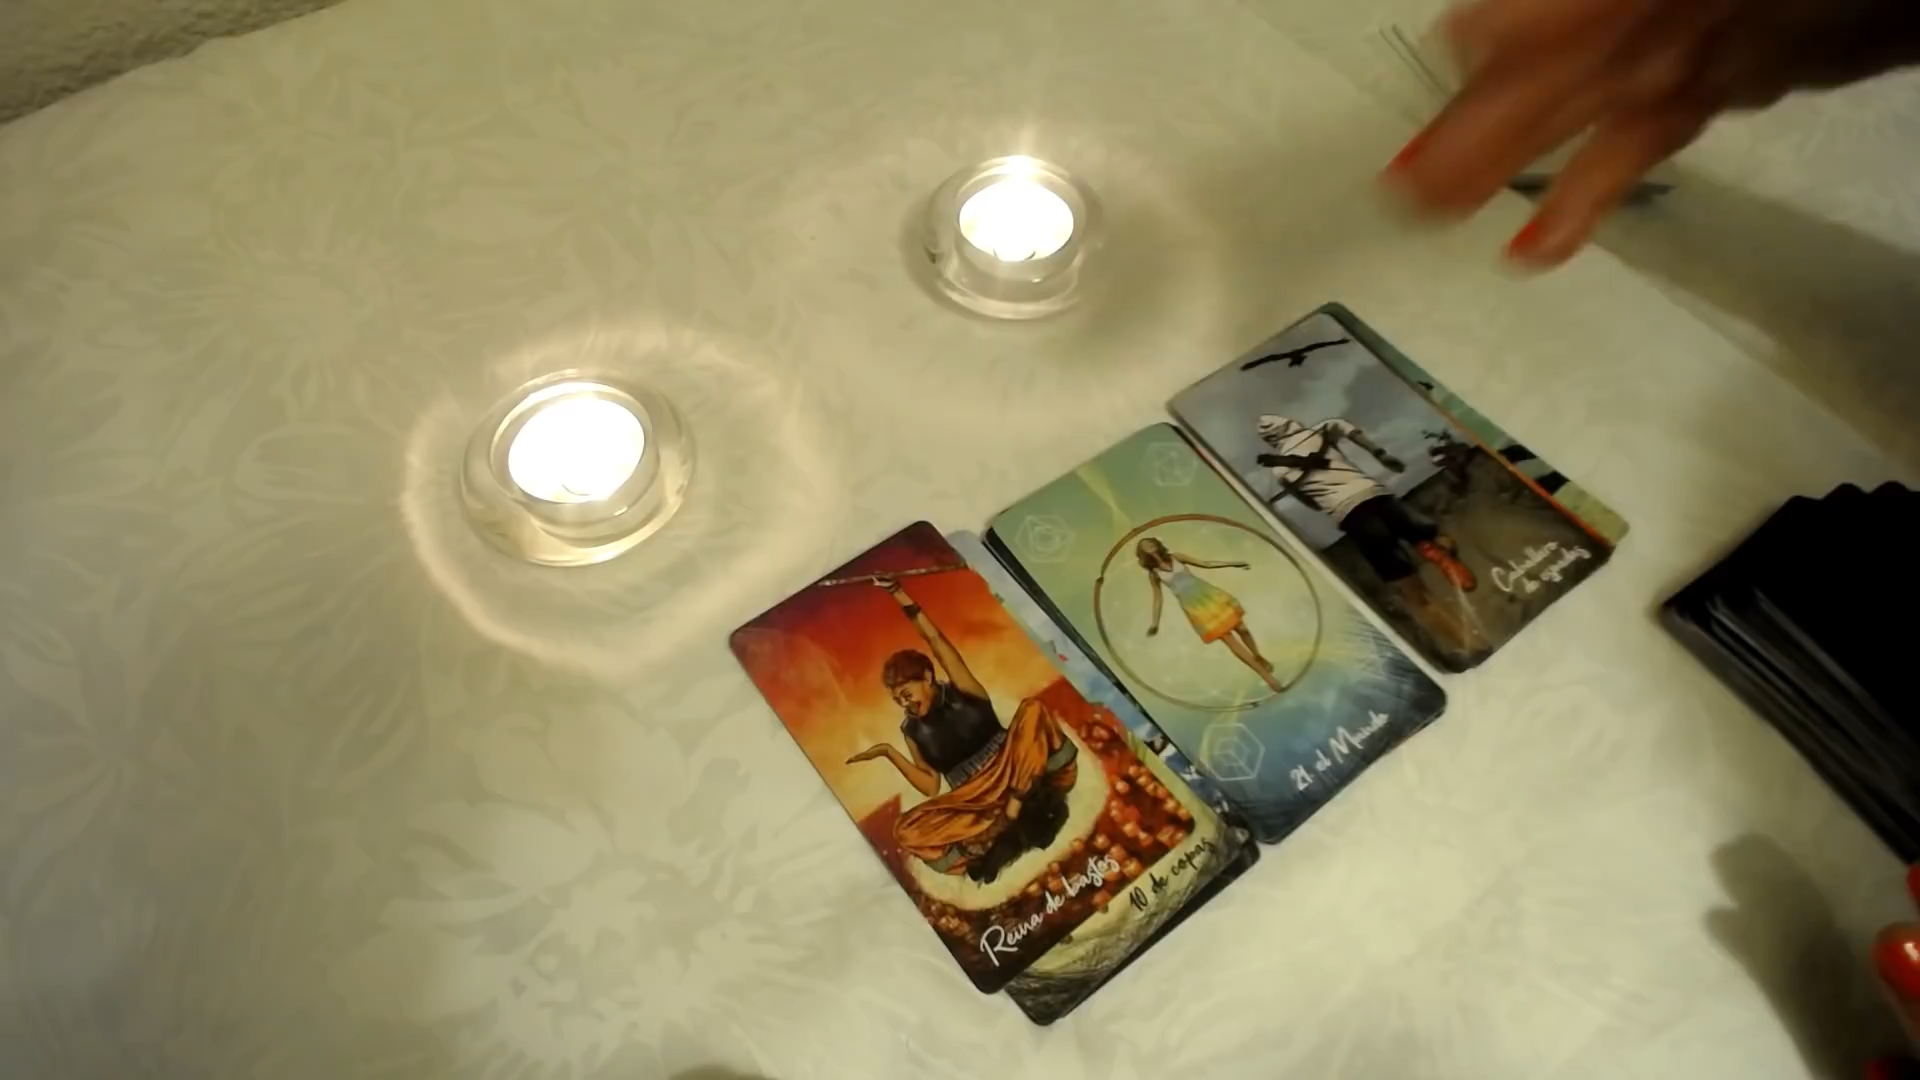 Reina de bastos
10 de copas
21. el Mundo
Caballero
de espadas